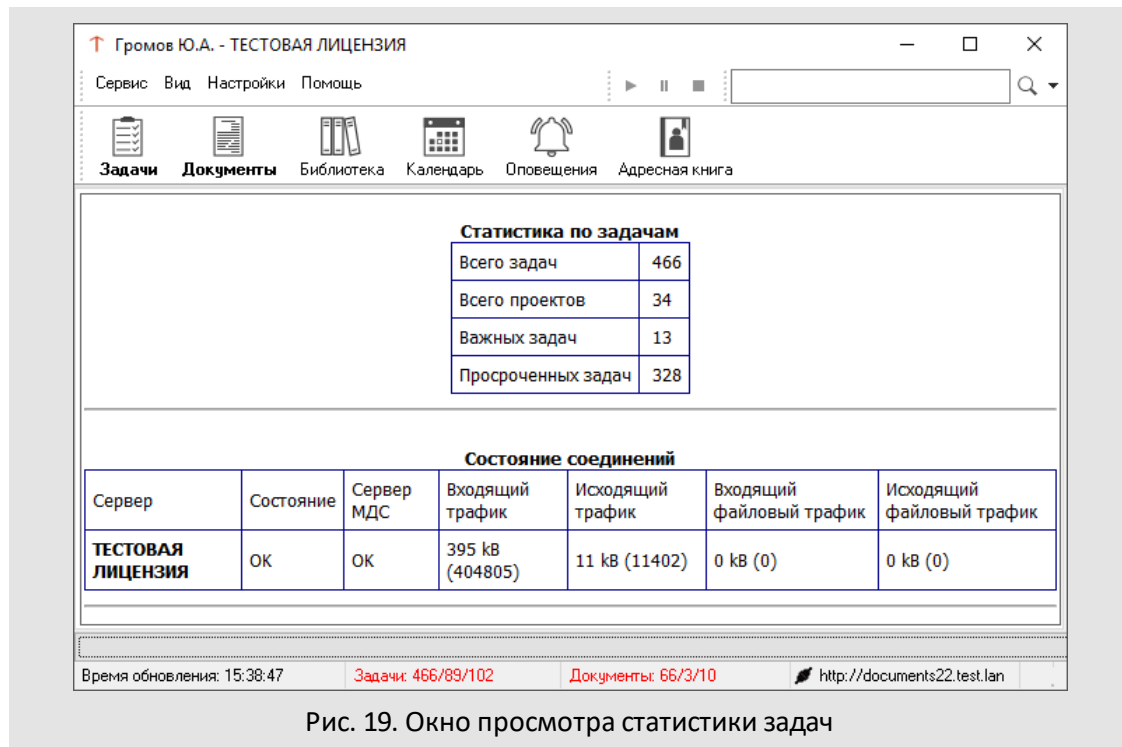 Громов Ю.А. - ТЕСТОВАЯ ЛИЦЕНЗИЯ
Сервис Вид Настройки Помощь
Задачи Документы Библиотека Календарь Оповещения Адресная книга
Статистика по задачам
Всего задач 466
Всего проектов 34
Важных задач 13
Просроченных задач 328
Состояние соединений
Сервер Состояние Сервер МДС Входящий трафик Исходящий трафик Входящий файловый трафик Исходящий файловый трафик
ТЕСТОВАЯ ЛИЦЕНЗИЯ OK OK 395 kB (404805) 11 kB (11402) 0 kB (0) 0 kB (0)
Время обновления: 15:38:47 Задачи: 466/89/102 Документы: 66/3/10 http://documents22.test.lan
Рис. 19. Окно просмотра статистики задач